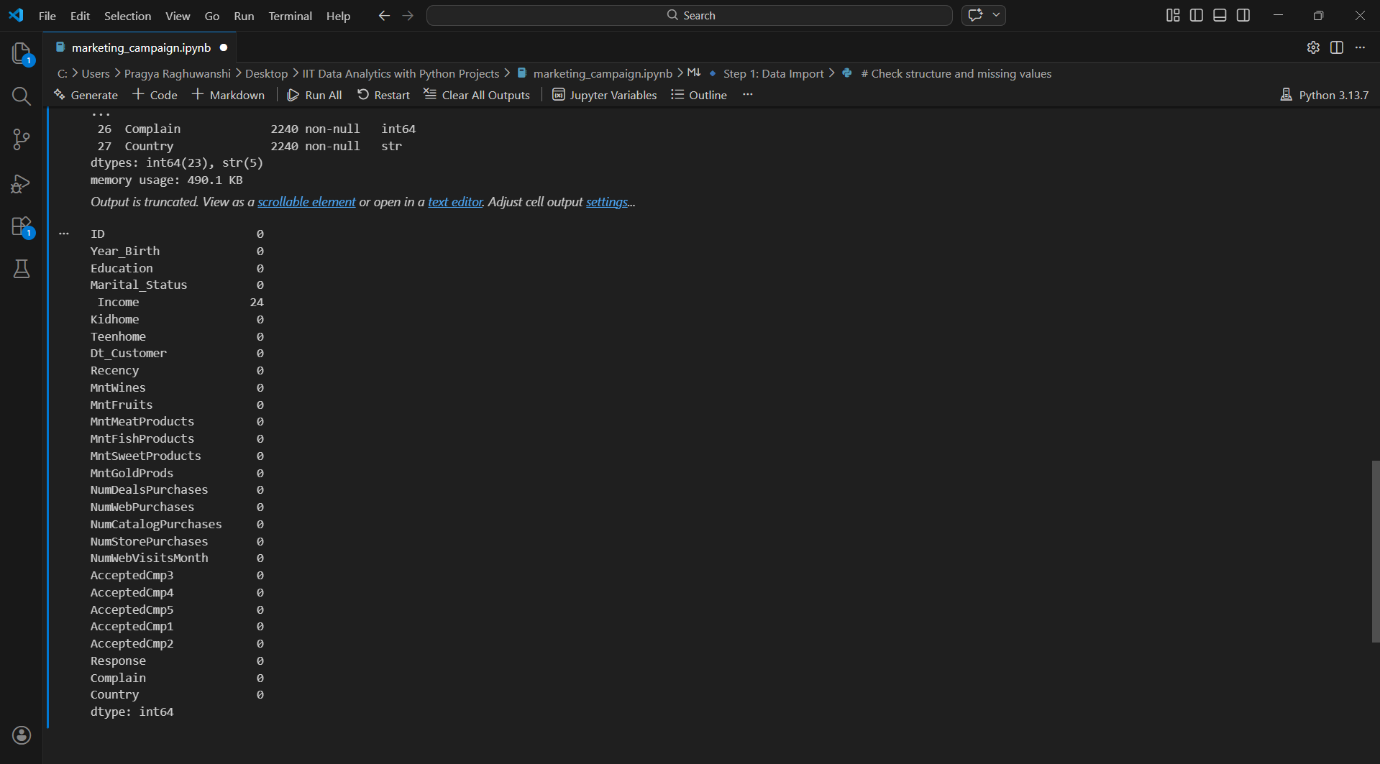 File Edit Selection View Go Run Terminal Help Search
marketing_campaign.ipynb
C: > Users > Pragya Raghuwanshi > Desktop > IIT Data Analytics with Python Projects > marketing_campaign.ipynb > M↓ Step 1: Data Import > # Check structure and missing values
Generate + Code + Markdown Run All Restart Clear All Outputs Jupyter Variables Outline ... Python 3.13.7
...
26 Complain 2240 non-null int64
27 Country 2240 non-null str
dtypes: int64(23), str(5)
memory usage: 490.1 KB
Output is truncated. View as a scrollable element or open in a text editor. Adjust cell output settings...
... ID 0
Year_Birth 0
Education 0
Marital_Status 0
Income 24
Kidhome 0
Teenhome 0
Dt_Customer 0
Recency 0
MntWines 0
MntFruits 0
MntMeatProducts 0
MntFishProducts 0
MntSweetProducts 0
MntGoldProds 0
NumDealsPurchases 0
NumWebPurchases 0
NumCatalogPurchases 0
NumStorePurchases 0
NumWebVisitsMonth 0
AcceptedCmp3 0
AcceptedCmp4 0
AcceptedCmp5 0
AcceptedCmp1 0
AcceptedCmp2 0
Response 0
Complain 0
Country 0
dtype: int64
1
1